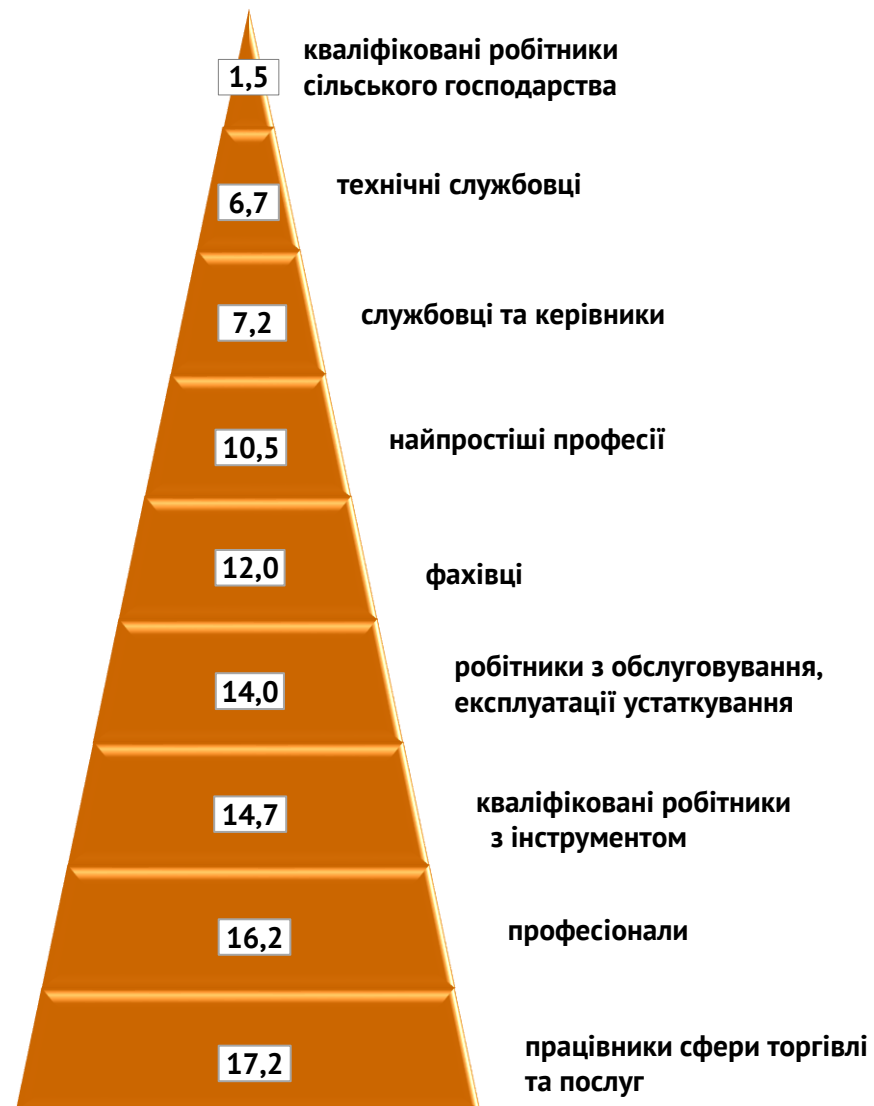 кваліфіковані робітники
1,5
сільського господарства
технічні службовці
6,7
службовці та керівники
7,2
найпростіші професії
10,5
12,0
фахівці
робітники з обслуговування,
14,0
експлуатації устаткування
кваліфіковані робітники
14,7
з інструментом
професіонали
16,2
працівники сфери торгівлі
17,2
та послуг